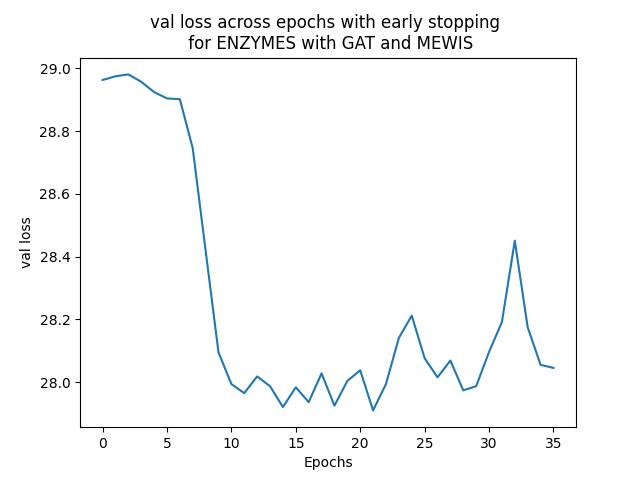 val loss across epochs with early stopping
for ENZYMES with GAT and MEWIS
29.0
28.8
28.6
28.4
28.2
28.0
val loss
0 5 10 15 20 25 30 35
Epochs